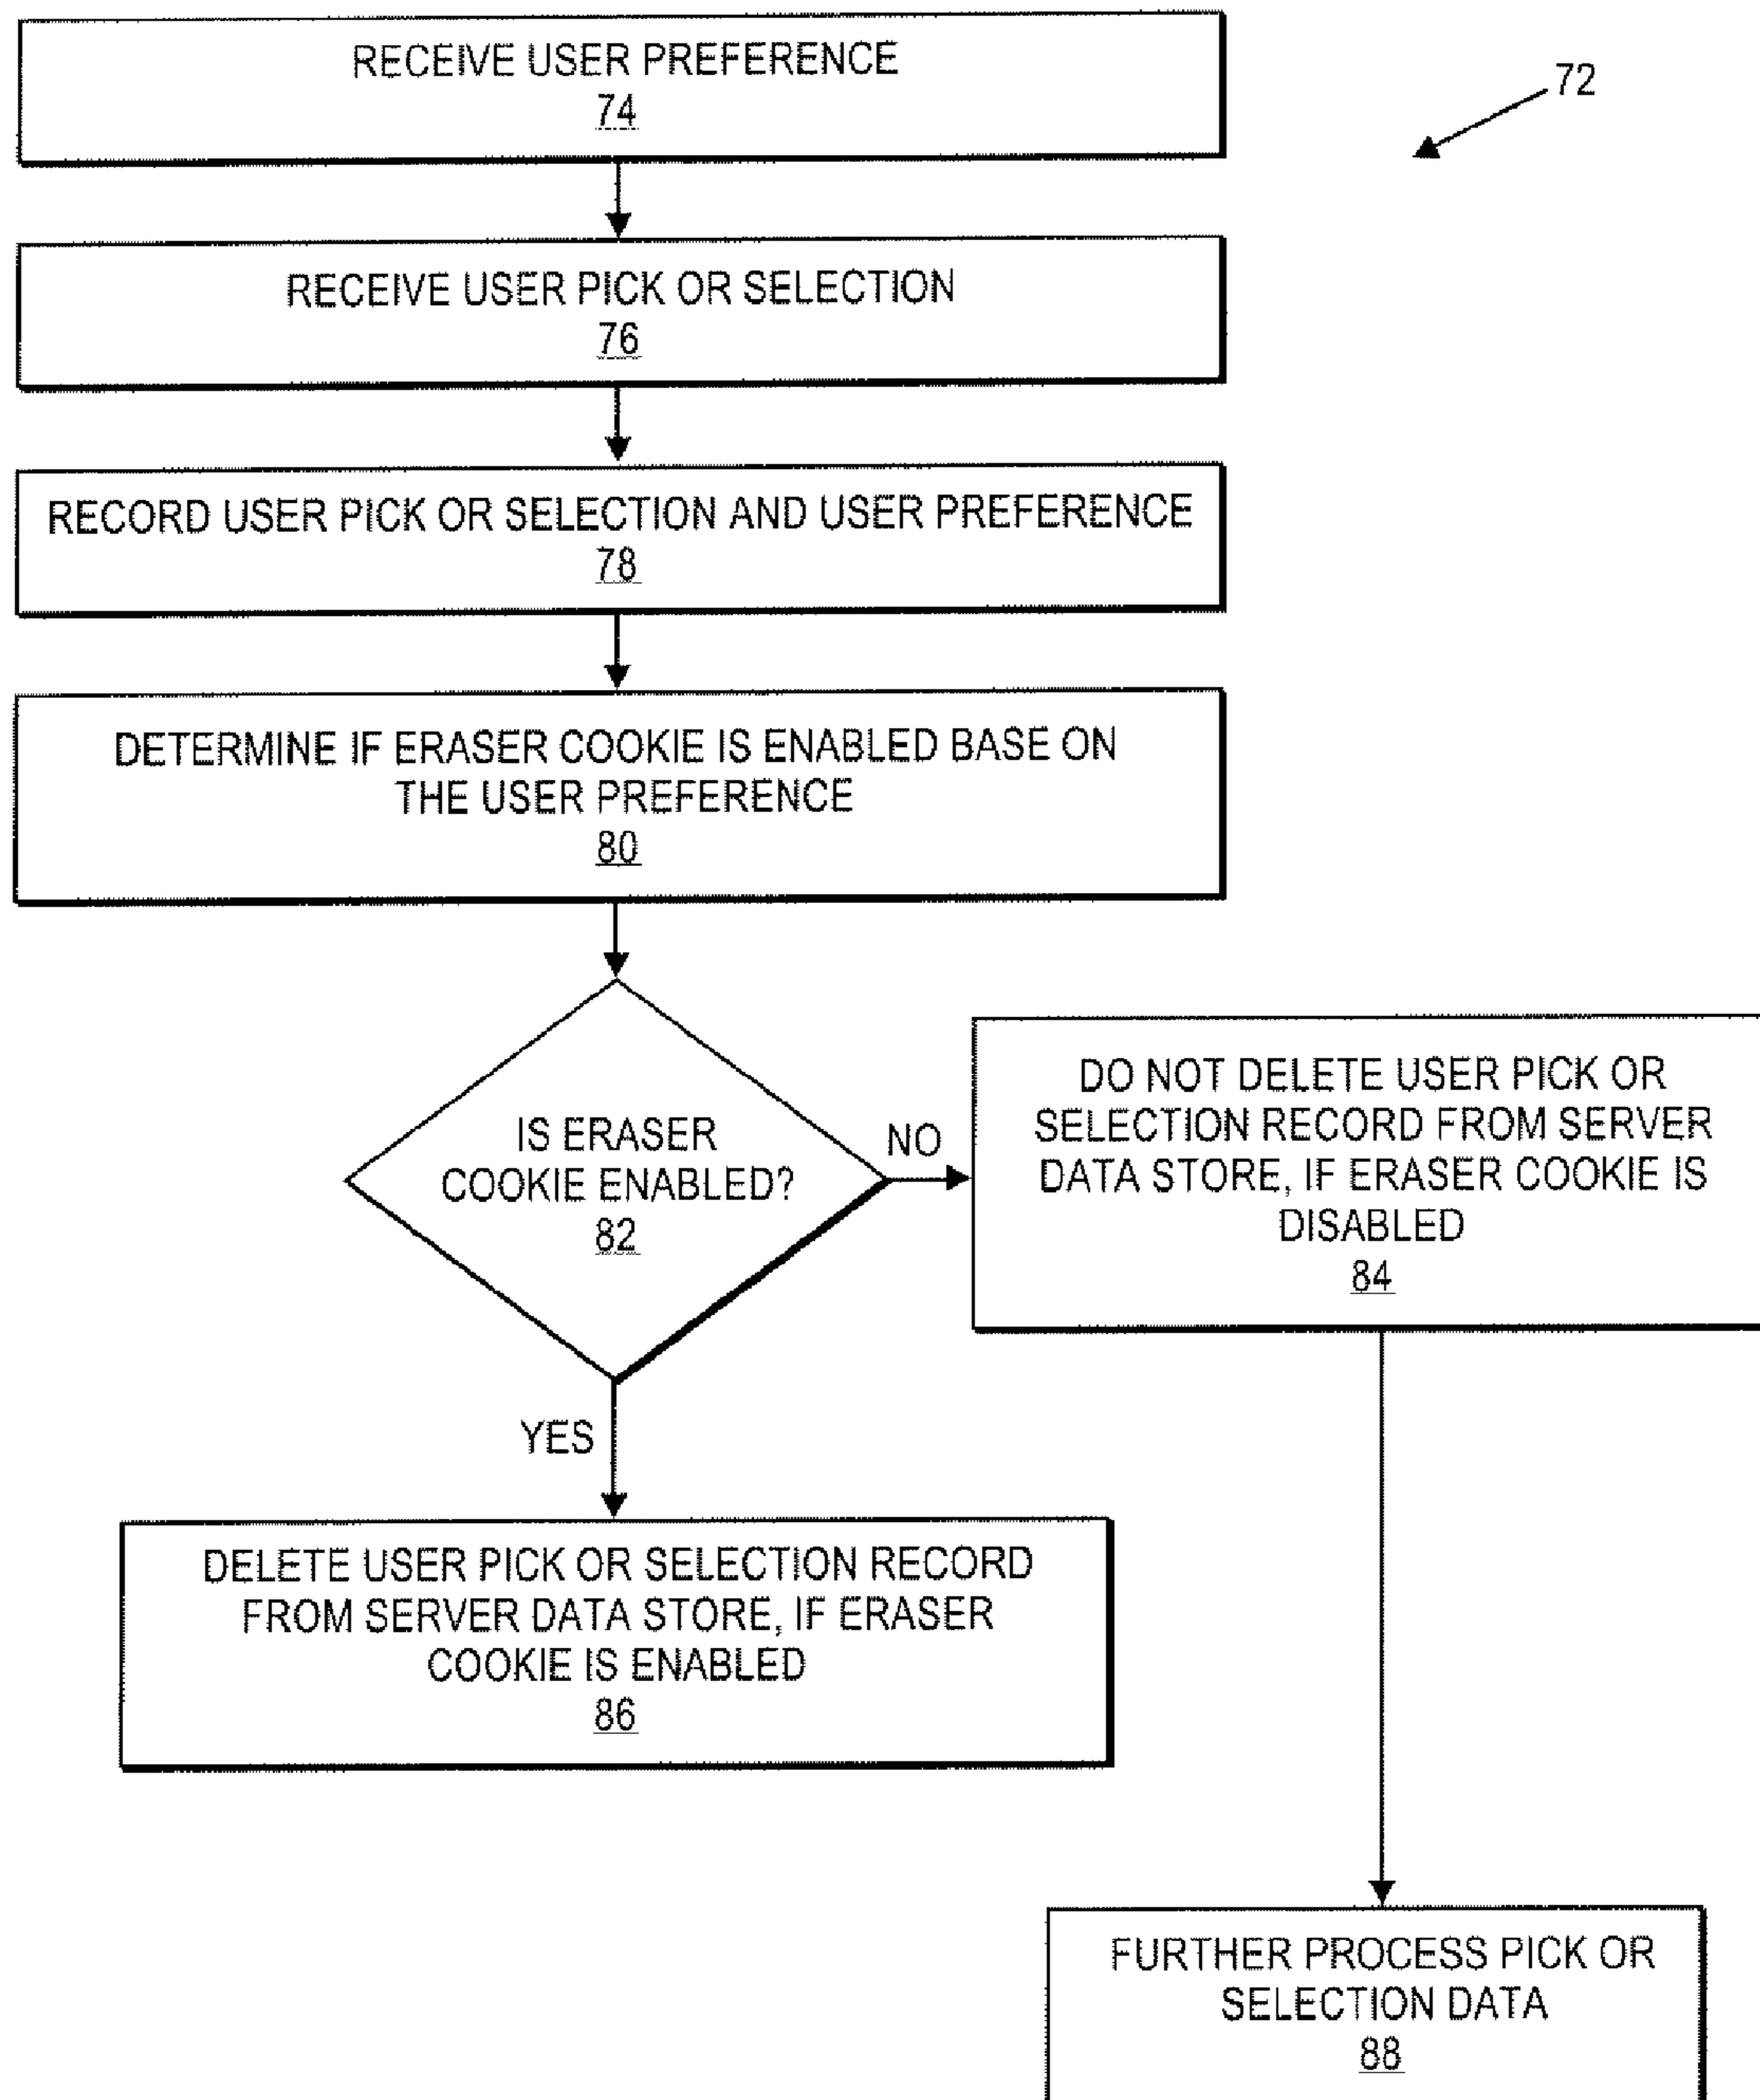 RECEIVE USER PREFERENCE
74
72
RECEIVE USER PICK OR SELECTION
76
RECORD USER PICK OR SELECTION AND USER PREFERENCE
78
DETERMINE IF ERASER COOKIE IS ENABLED BASE ON
THE USER PREFERENCE
80
IS ERASER
COOKIE ENABLED?
82
NO
DO NOT DELETE USER PICK OR
SELECTION RECORD FROM SERVER
DATA STORE, IF ERASER COOKIE IS
DISABLED
84
YES
DELETE USER PICK OR SELECTION RECORD
FROM SERVER DATA STORE, IF ERASER
COOKIE IS ENABLED
86
FURTHER PROCESS PICK OR
SELECTION DATA
88